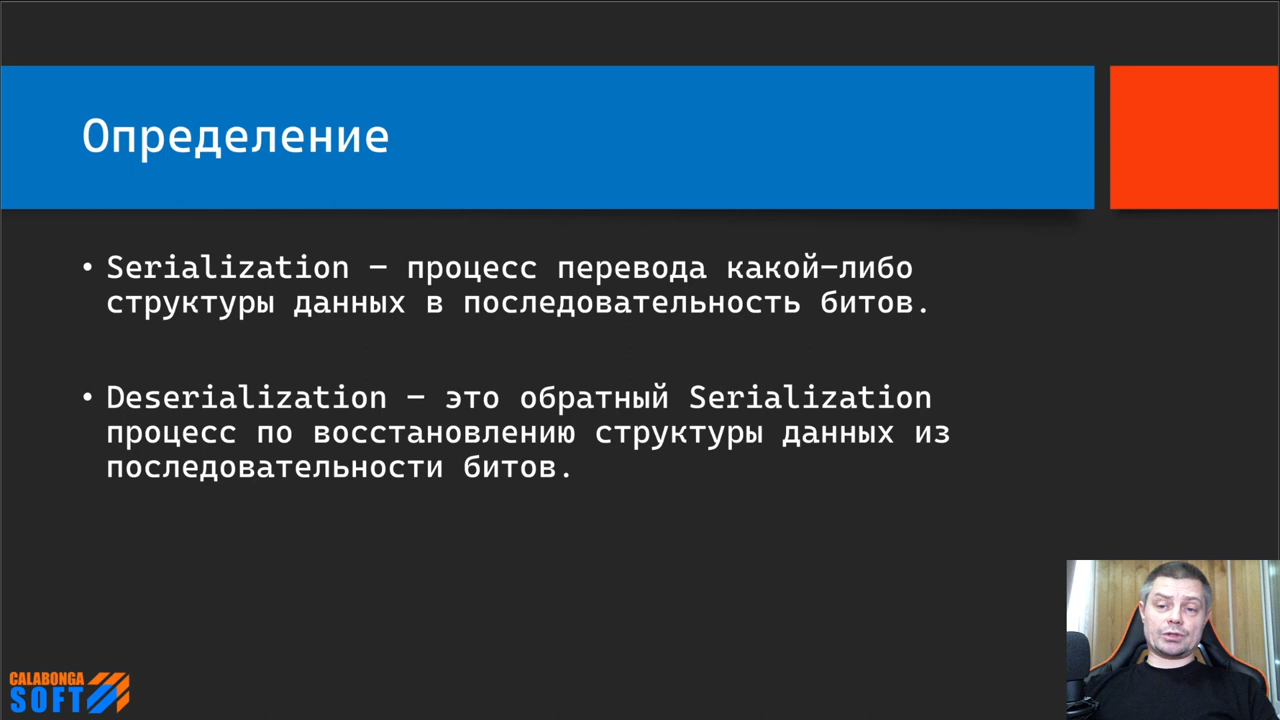 Определение
• Serialization – процесс перевода какой-либо
структуры данных в последовательность битов.
• Deserialization – это обратный Serialization
процесс по восстановлению структуры данных из
последовательности битов.
CALABONGA
SOFT